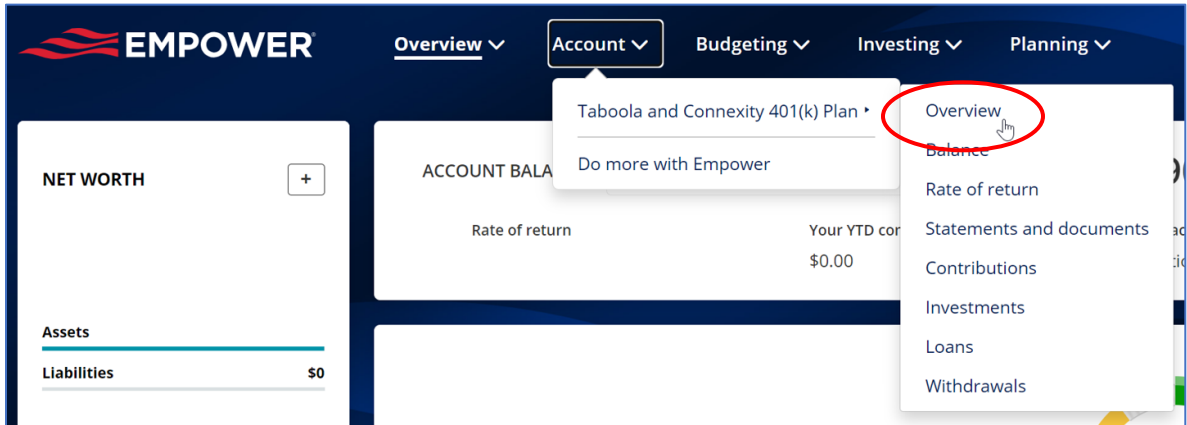 EMPOWER
Overview Account Budgeting Investing Planning
Taboola and Connexity 401(k) Plan
Do more with Empower
Overview
Balance
Rate of return
Statements and documents
Contributions
Investments
Loans
Withdrawals
NET WORTH
+
Assets
Liabilities $0
ACCOUNT
Rate of return
Your YTD
$0.00